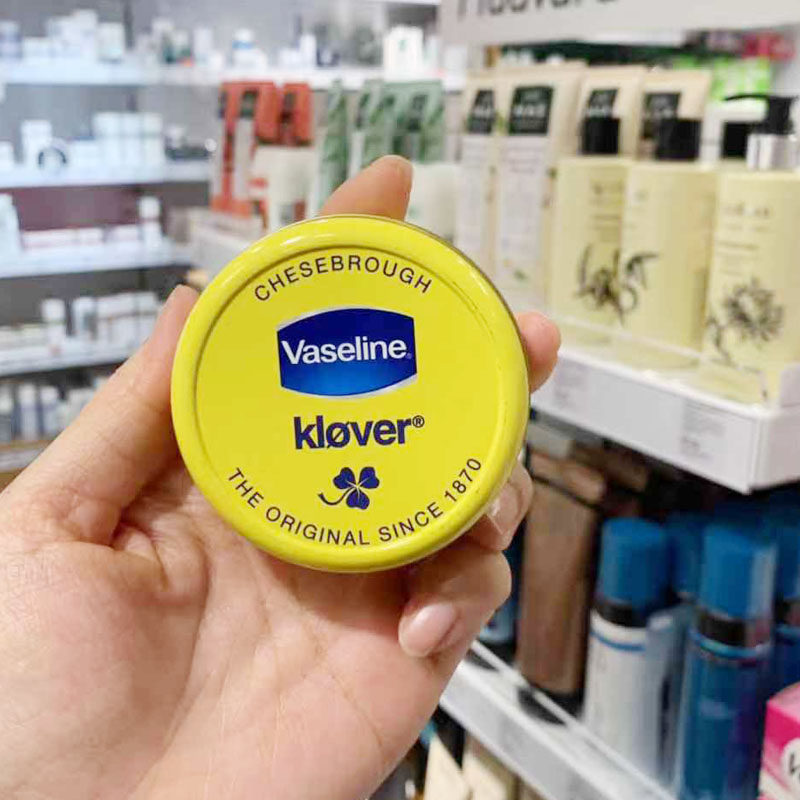 CHESEBROUGH
Vaseline®
kløver®
THE ORIGINAL SINCE 1870